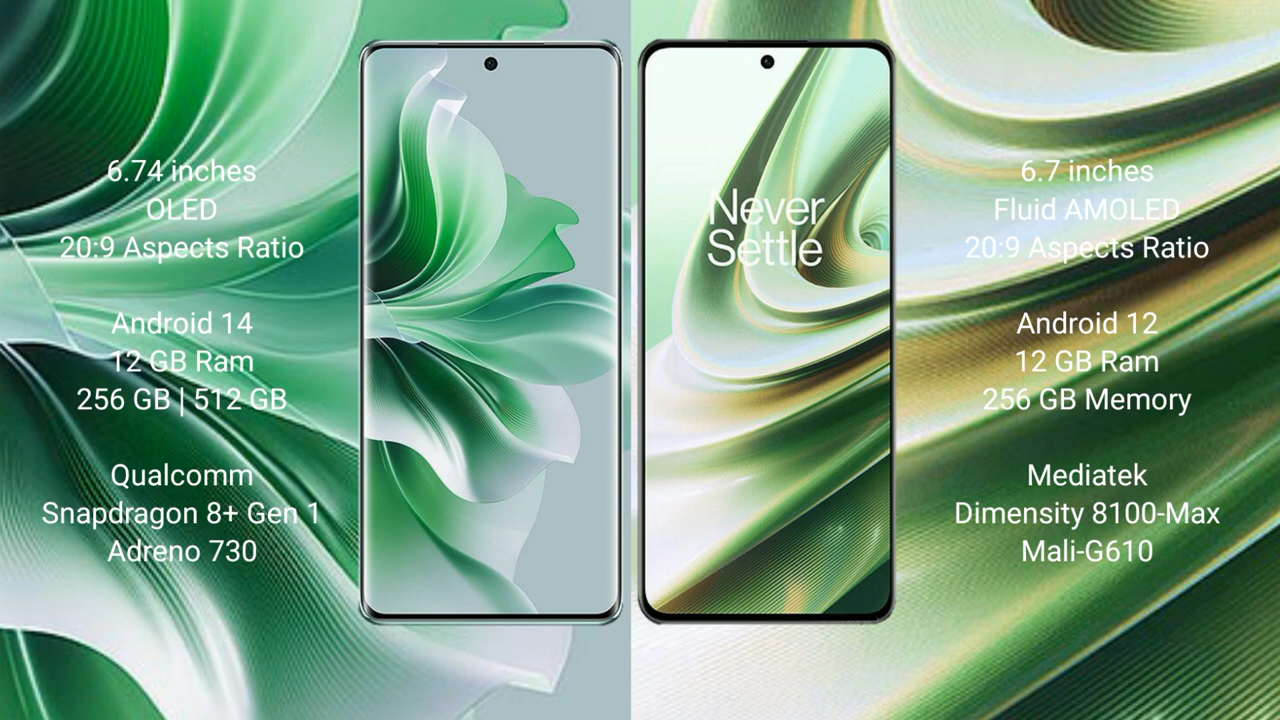 6.74 inches
OLED
20:9 Aspects Ratio
Android 14
12 GB Ram
256 GB | 512 GB
Qualcomm
Snapdragon 8+ Gen 1
Adreno 730
Never
Settle
6.7 inches
Fluid AMOLED
20:9 Aspects Ratio
Android 12
12 GB Ram
256 GB Memory
Mediatek
Dimensity 8100-Max
Mali-G610